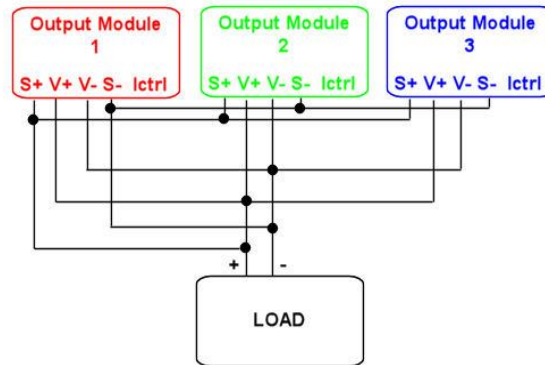 Output Module
1
S+ V+ V- S- Ictrl
Output Module
2
S+ V+ V- S- Ictrl
Output Module
3
S+ V+ V- S- Ictrl
+ -
LOAD